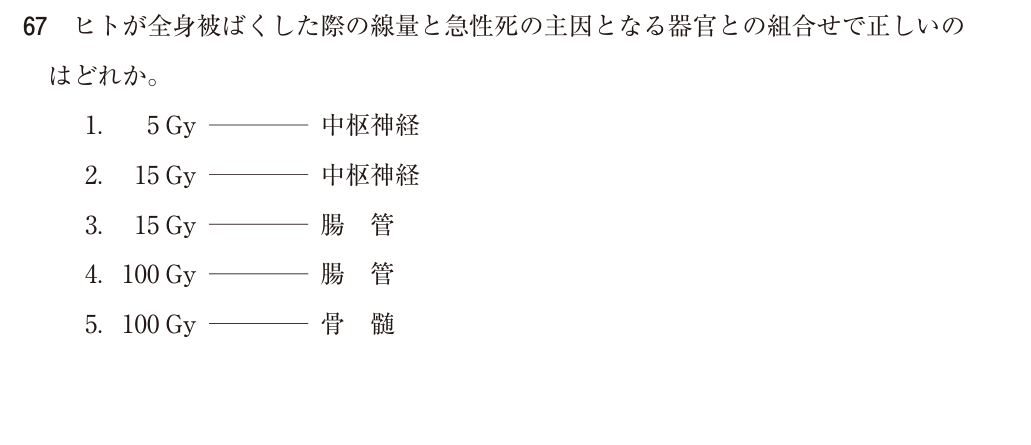 67 ヒトが全身被ばくした際の線量と急性死の主因となる器官との組合せで正しいの
はどれか。
1. 5 Gy ――― 中枢神経
2. 15 Gy ――― 中枢神経
3. 15 Gy ――― 腸 管
4. 100 Gy ――― 腸 管
5. 100 Gy ――― 骨 髄